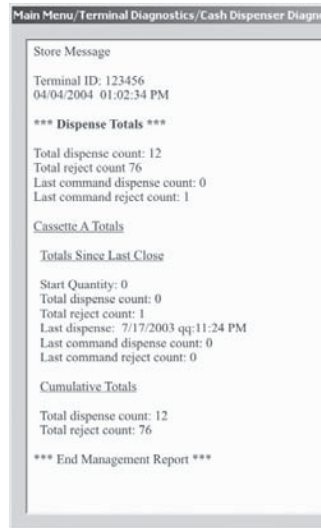 Main Menu/Terminal Diagnostics/Cash Dispenser
Store Message
Terminal ID: 123456
04/04/2004 01:02:34 PM
*** Dispense Totals ***
Total dispense count: 12
Total reject count 76
Last command dispense count: 0
Last command reject count: 1
Cassette A Totals
Totals Since Last Close
Start Quantity: 0
Total dispense count: 0
Total reject count: 1
Last dispense: 7/17/2003 qq:11:24 PM
Last command dispense count: 0
Last command reject count: 0
Cumulative Totals
Total dispense count: 12
Total reject count: 76
*** End Management Report ***